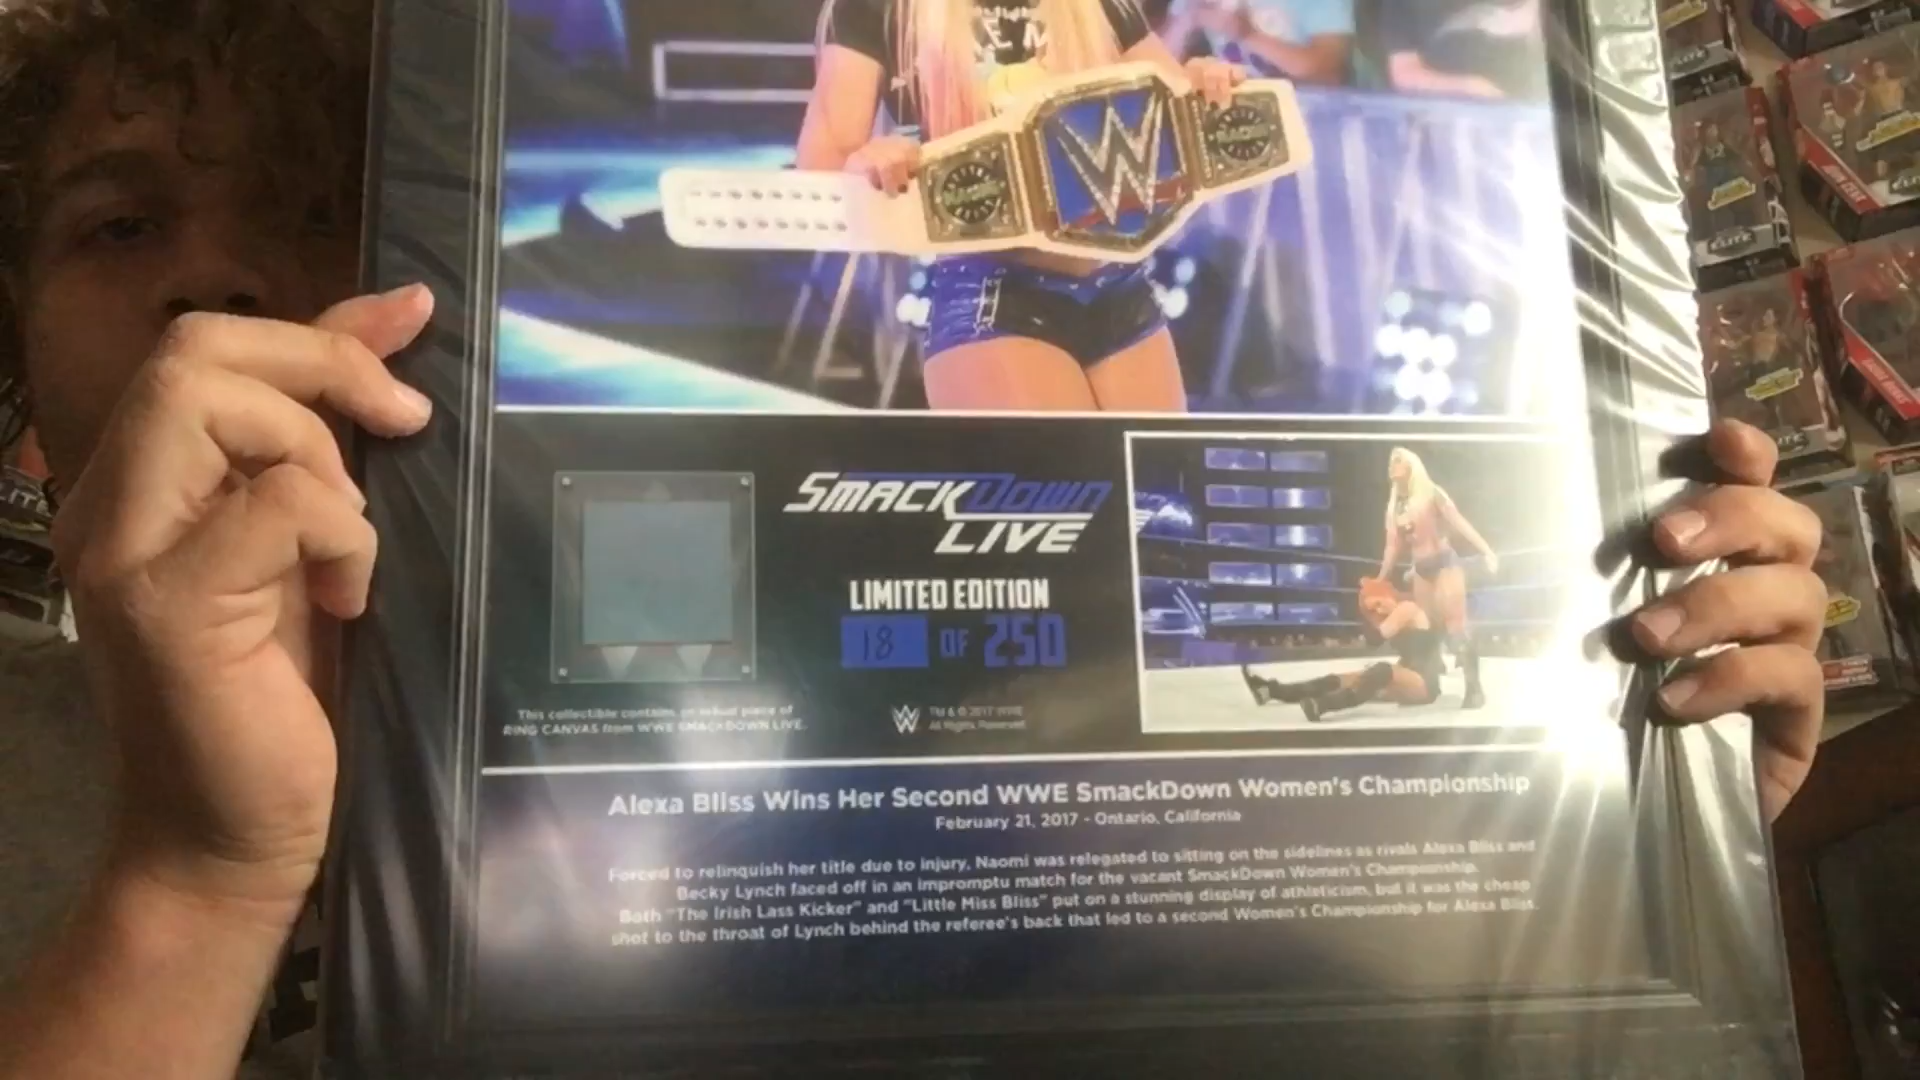 SMACKDOWN
LIVE
LIMITED EDITION
18 OF 250
This collectible contains an actual piece of
RING CANVAS from WWE SMACKDOWN LIVE.
W TM & © 2017 WWE
All Rights Reserved
Alexa Bliss Wins Her Second WWE SmackDown Women's Championship
February 21, 2017 - Ontario, California
Forced to relinquish her title due to injury, Naomi was relegated to sitting on the sidelines as rivals Alexa Bliss and
Becky Lynch faced off in an impromptu match for the vacant SmackDown Women's Championship.
Both "The Irish Lass Kicker" and "Little Miss Bliss" put on a stunning display of athleticism, but it was the cheap
shot to the throat of Lynch behind the referee's back that led to a second Women's Championship for Alexa Bliss.
W
ELITE
JOHN CENA